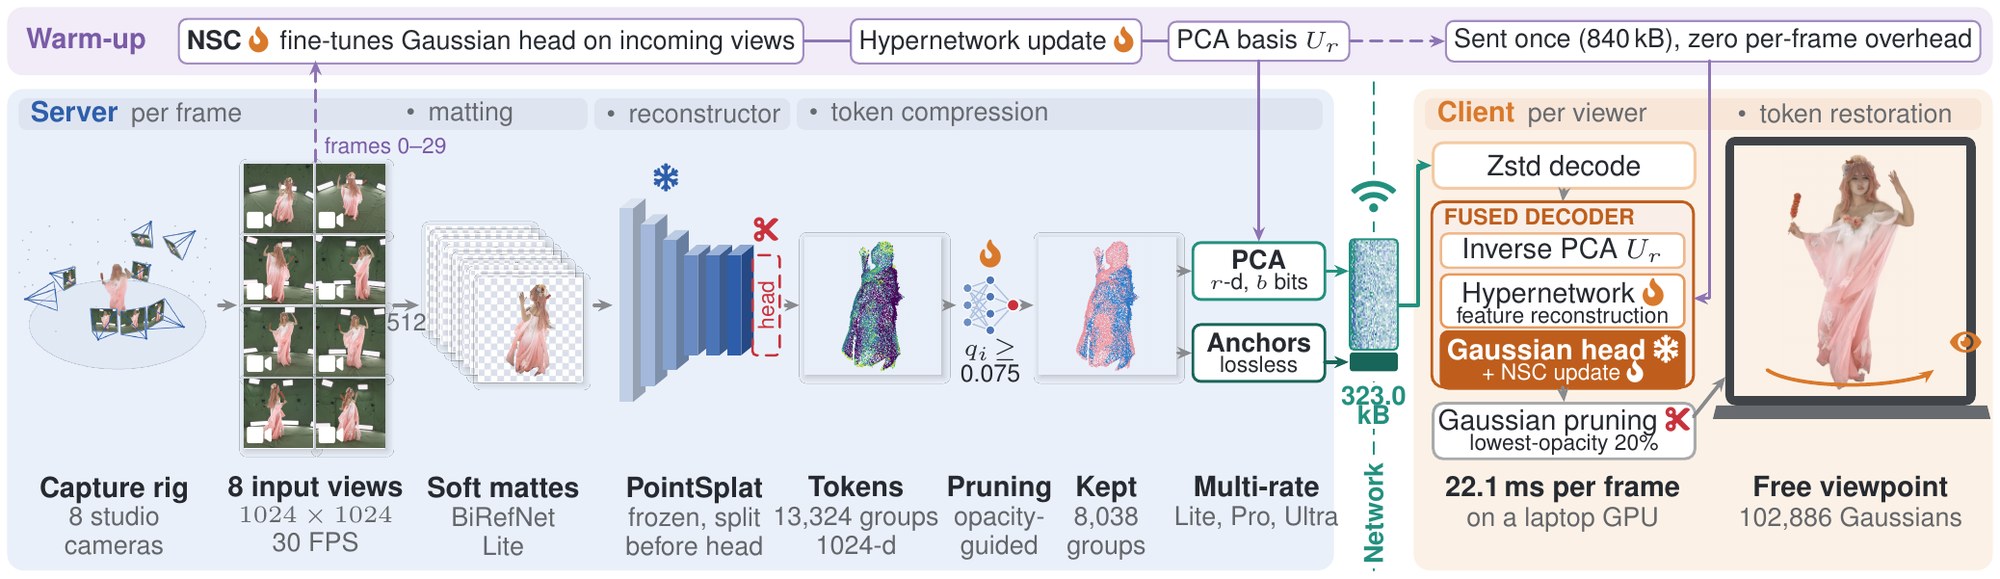 Warm-up
NSC fine-tunes Gaussian head on incoming views
Hypernetwork update
PCA basis U_r
Sent once (840 kB), zero per-frame overhead
Server per frame
• matting
• reconstructor
• token compression
frames 0–29
512
head
q_i ≥
0.075
PCA
r-d, b bits
Anchors
lossless
323.0
kB
Network
Client per viewer
• token restoration
Zstd decode
FUSED DECODER
Inverse PCA U_r
Hypernetwork
feature reconstruction
Gaussian head
+ NSC update
Gaussian pruning
lowest-opacity 20%
Capture rig
8 studio
cameras
8 input views
1024 × 1024
30 FPS
Soft mattes
BiRefNet
Lite
PointSplat
frozen, split
before head
Tokens
13,324 groups
1024-d
Pruning
opacity-
guided
Kept
8,038
groups
Multi-rate
Lite, Pro, Ultra
22.1 ms per frame
on a laptop GPU
Free viewpoint
102,886 Gaussians